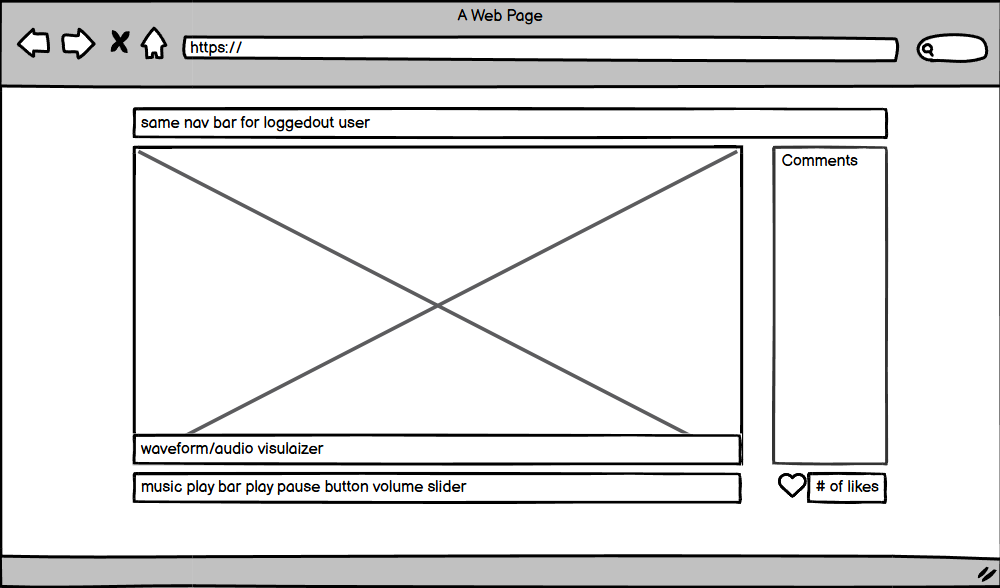 A Web Page
https://
same nav bar for loggedout user
Comments
waveform/audio visulaizer
music play bar play pause button volume slider
# of likes